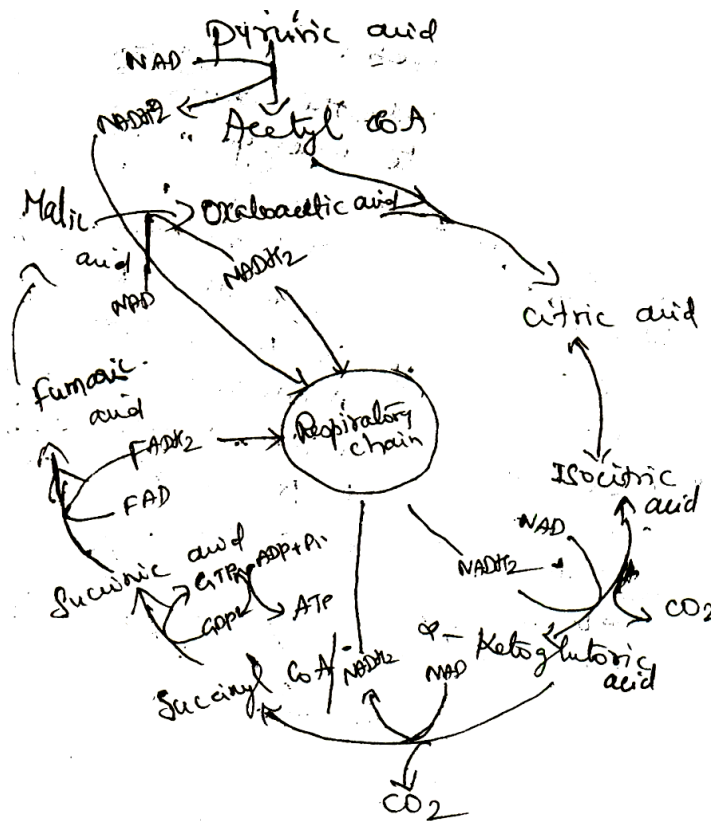 Pyruvic acid
NAD
NADH2
Acetyl CoA
Malic acid
Oxaloacetic acid
NAD
NADH2
Citric acid
Fumaric acid
Respiratory chain
FADH2
FAD
Isocitric acid
NAD
NADH2
CO2
Succinic acid
GTP
ADP+Pi
GDP
ATP
α-Ketoglutaric acid
Succinyl CoA
NADH2
NAD
CO2